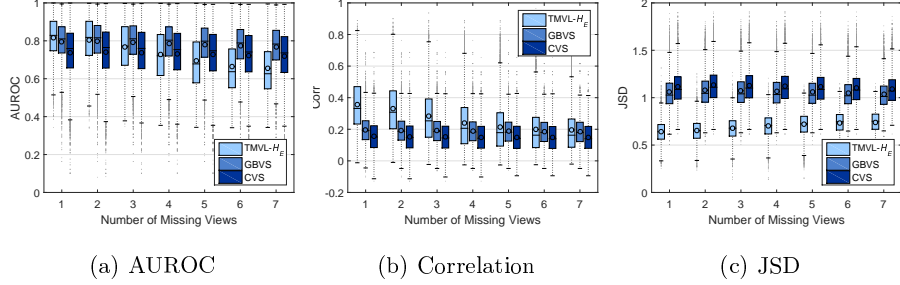 1
0.8
0.6
0.4
0.2
0
AUROC
1 2 3 4 5 6 7
Number of Missing Views
TMVL-H_E
GBVS
CVS
(a) AUROC
1
0.8
0.6
0.4
0.2
0
-0.2
Corr
1 2 3 4 5 6 7
Number of Missing Views
TMVL-H_E
GBVS
CVS
(b) Correlation
2
1.5
1
0.5
0
JSD
1 2 3 4 5 6 7
Number of Missing Views
TMVL-H_E
GBVS
CVS
(c) JSD